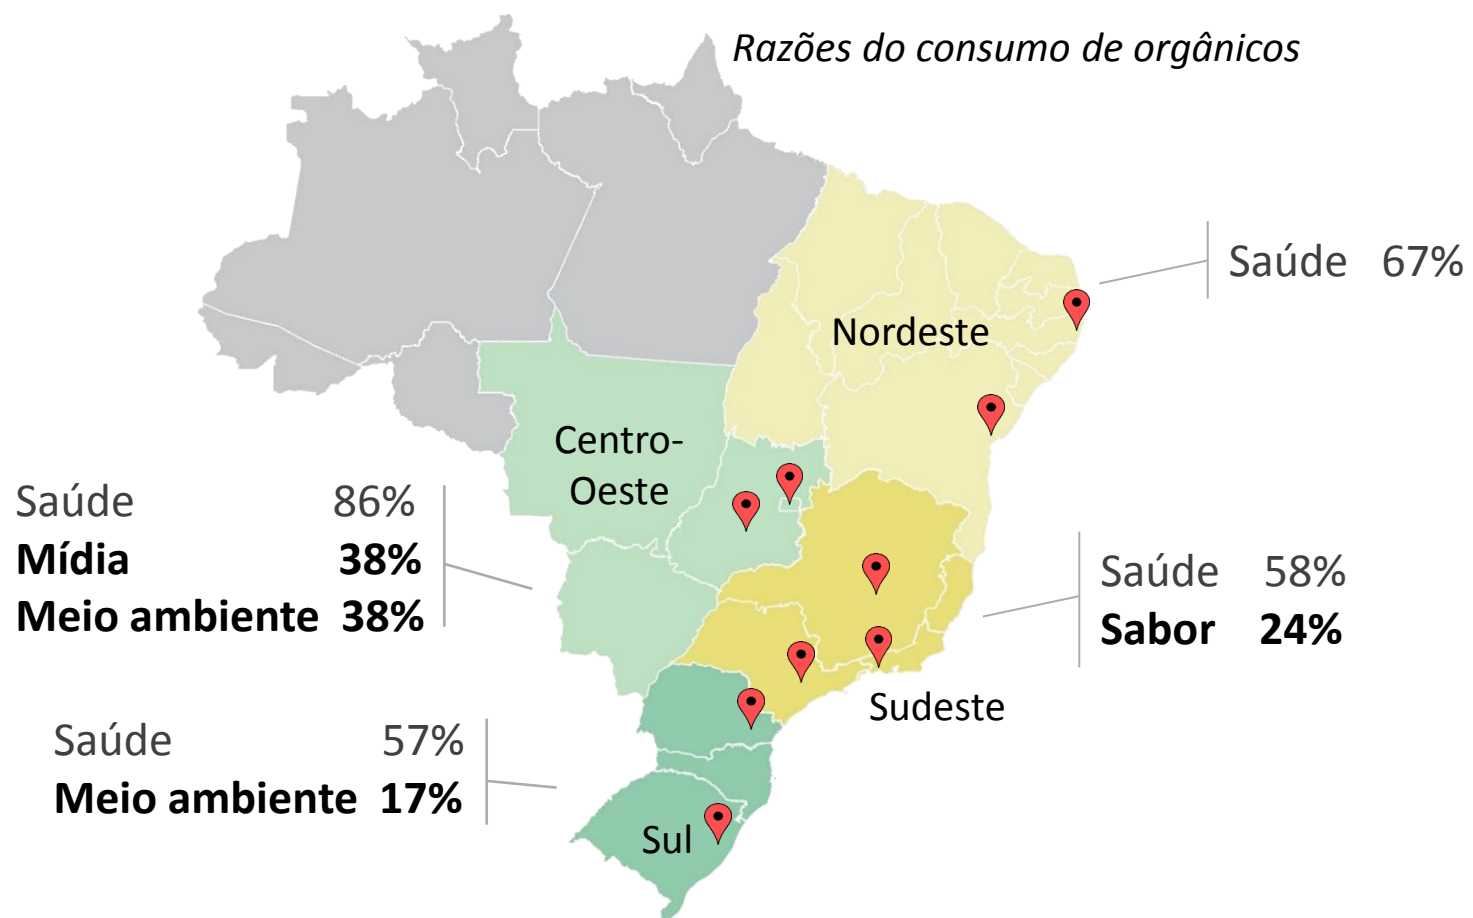 Razões do consumo de orgânicos
Saúde 67%
Nordeste
Centro-
Oeste
Saúde 86%
Mídia 38%
Meio ambiente 38%
Saúde 58%
Sabor 24%
Sudeste
Saúde 57%
Meio ambiente 17%
Sul